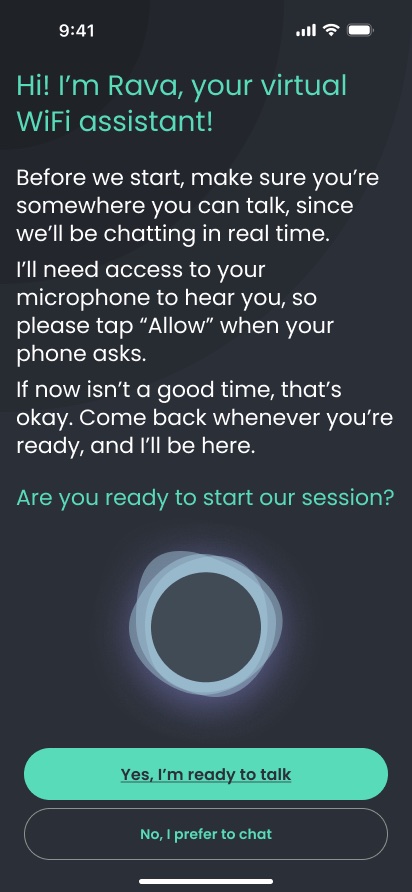 9:41
Hi! I’m Rava, your virtual
WiFi assistant!
Before we start, make sure you’re
somewhere you can talk, since
we’ll be chatting in real time.
I’ll need access to your
microphone to hear you, so
please tap “Allow” when your
phone asks.
If now isn’t a good time, that’s
okay. Come back whenever you’re
ready, and I’ll be here.
Are you ready to start our session?
Yes, I’m ready to talk
No, I prefer to chat